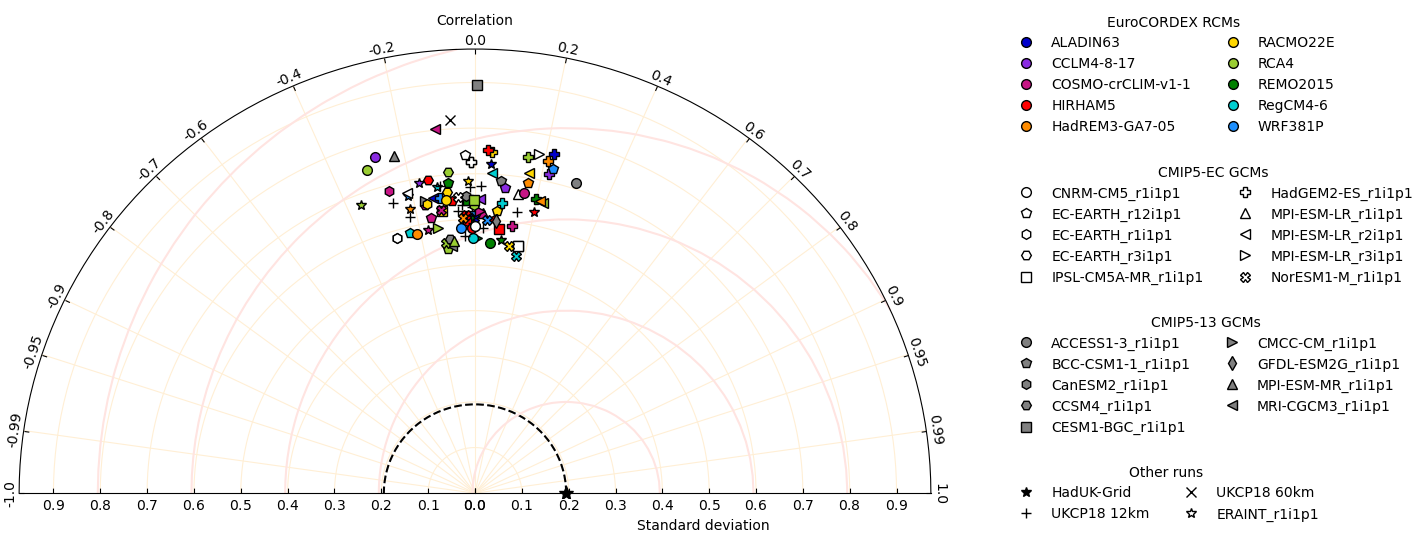 Correlation
-1.0
-0.99
-0.95
-0.9
-0.8
-0.7
-0.6
-0.4
-0.2
0.0
0.2
0.4
0.6
0.7
0.8
0.9
0.95
0.99
1.0
0.9 0.8 0.7 0.6 0.5 0.4 0.3 0.2 0.1 0.0 0.1 0.2 0.3 0.4 0.5 0.6 0.7 0.8 0.9
Standard deviation
EuroCORDEX RCMs
ALADIN63 RACMO22E
CCLM4-8-17 RCA4
COSMO-crCLIM-v1-1 REMO2015
HIRHAM5 RegCM4-6
HadREM3-GA7-05 WRF381P
CMIP5-EC GCMs
CNRM-CM5_r1i1p1 HadGEM2-ES_r1i1p1
EC-EARTH_r12i1p1 MPI-ESM-LR_r1i1p1
EC-EARTH_r1i1p1 MPI-ESM-LR_r2i1p1
EC-EARTH_r3i1p1 MPI-ESM-LR_r3i1p1
IPSL-CM5A-MR_r1i1p1 NorESM1-M_r1i1p1
CMIP5-13 GCMs
ACCESS1-3_r1i1p1 CMCC-CM_r1i1p1
BCC-CSM1-1_r1i1p1 GFDL-ESM2G_r1i1p1
CanESM2_r1i1p1 MPI-ESM-MR_r1i1p1
CCSM4_r1i1p1 MRI-CGCM3_r1i1p1
CESM1-BGC_r1i1p1
Other runs
HadUK-Grid UKCP18 60km
UKCP18 12km ERAINT_r1i1p1